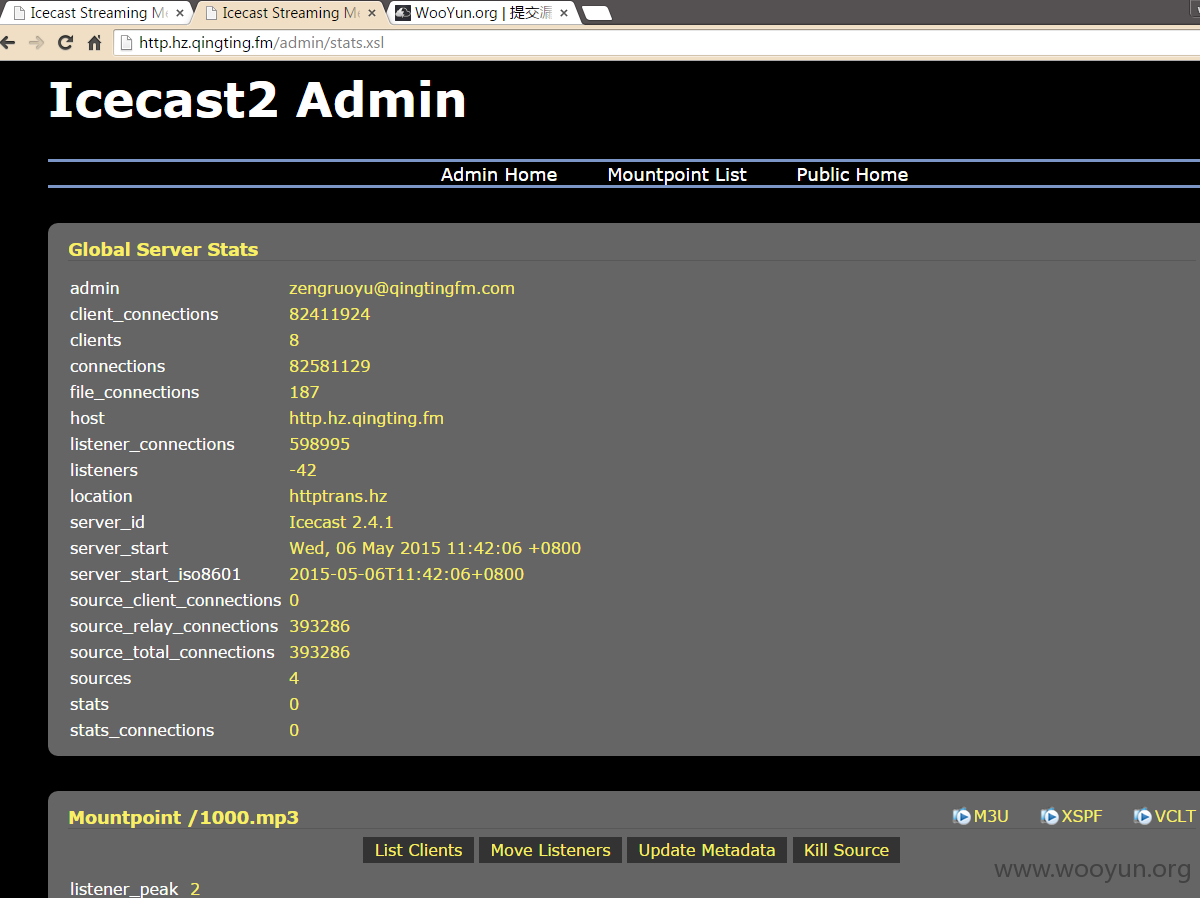 Icecast Streaming Me
Icecast Streaming Me
WooYun.org | 提交漏
http.hz.qingting.fm/admin/stats.xsl
Icecast2 Admin
Admin Home Mountpoint List Public Home
Global Server Stats
admin zengruoyu@qingtingfm.com
client_connections 82411924
clients 8
connections 82581129
file_connections 187
host http.hz.qingting.fm
listener_connections 598995
listeners -42
location httptrans.hz
server_id Icecast 2.4.1
server_start Wed, 06 May 2015 11:42:06 +0800
server_start_iso8601 2015-05-06T11:42:06+0800
source_client_connections 0
source_relay_connections 393286
source_total_connections 393286
sources 4
stats 0
stats_connections 0
Mountpoint /1000.mp3 M3U XSPF VCLT
List Clients Move Listeners Update Metadata Kill Source
listener_peak 2
www.wooyun.org